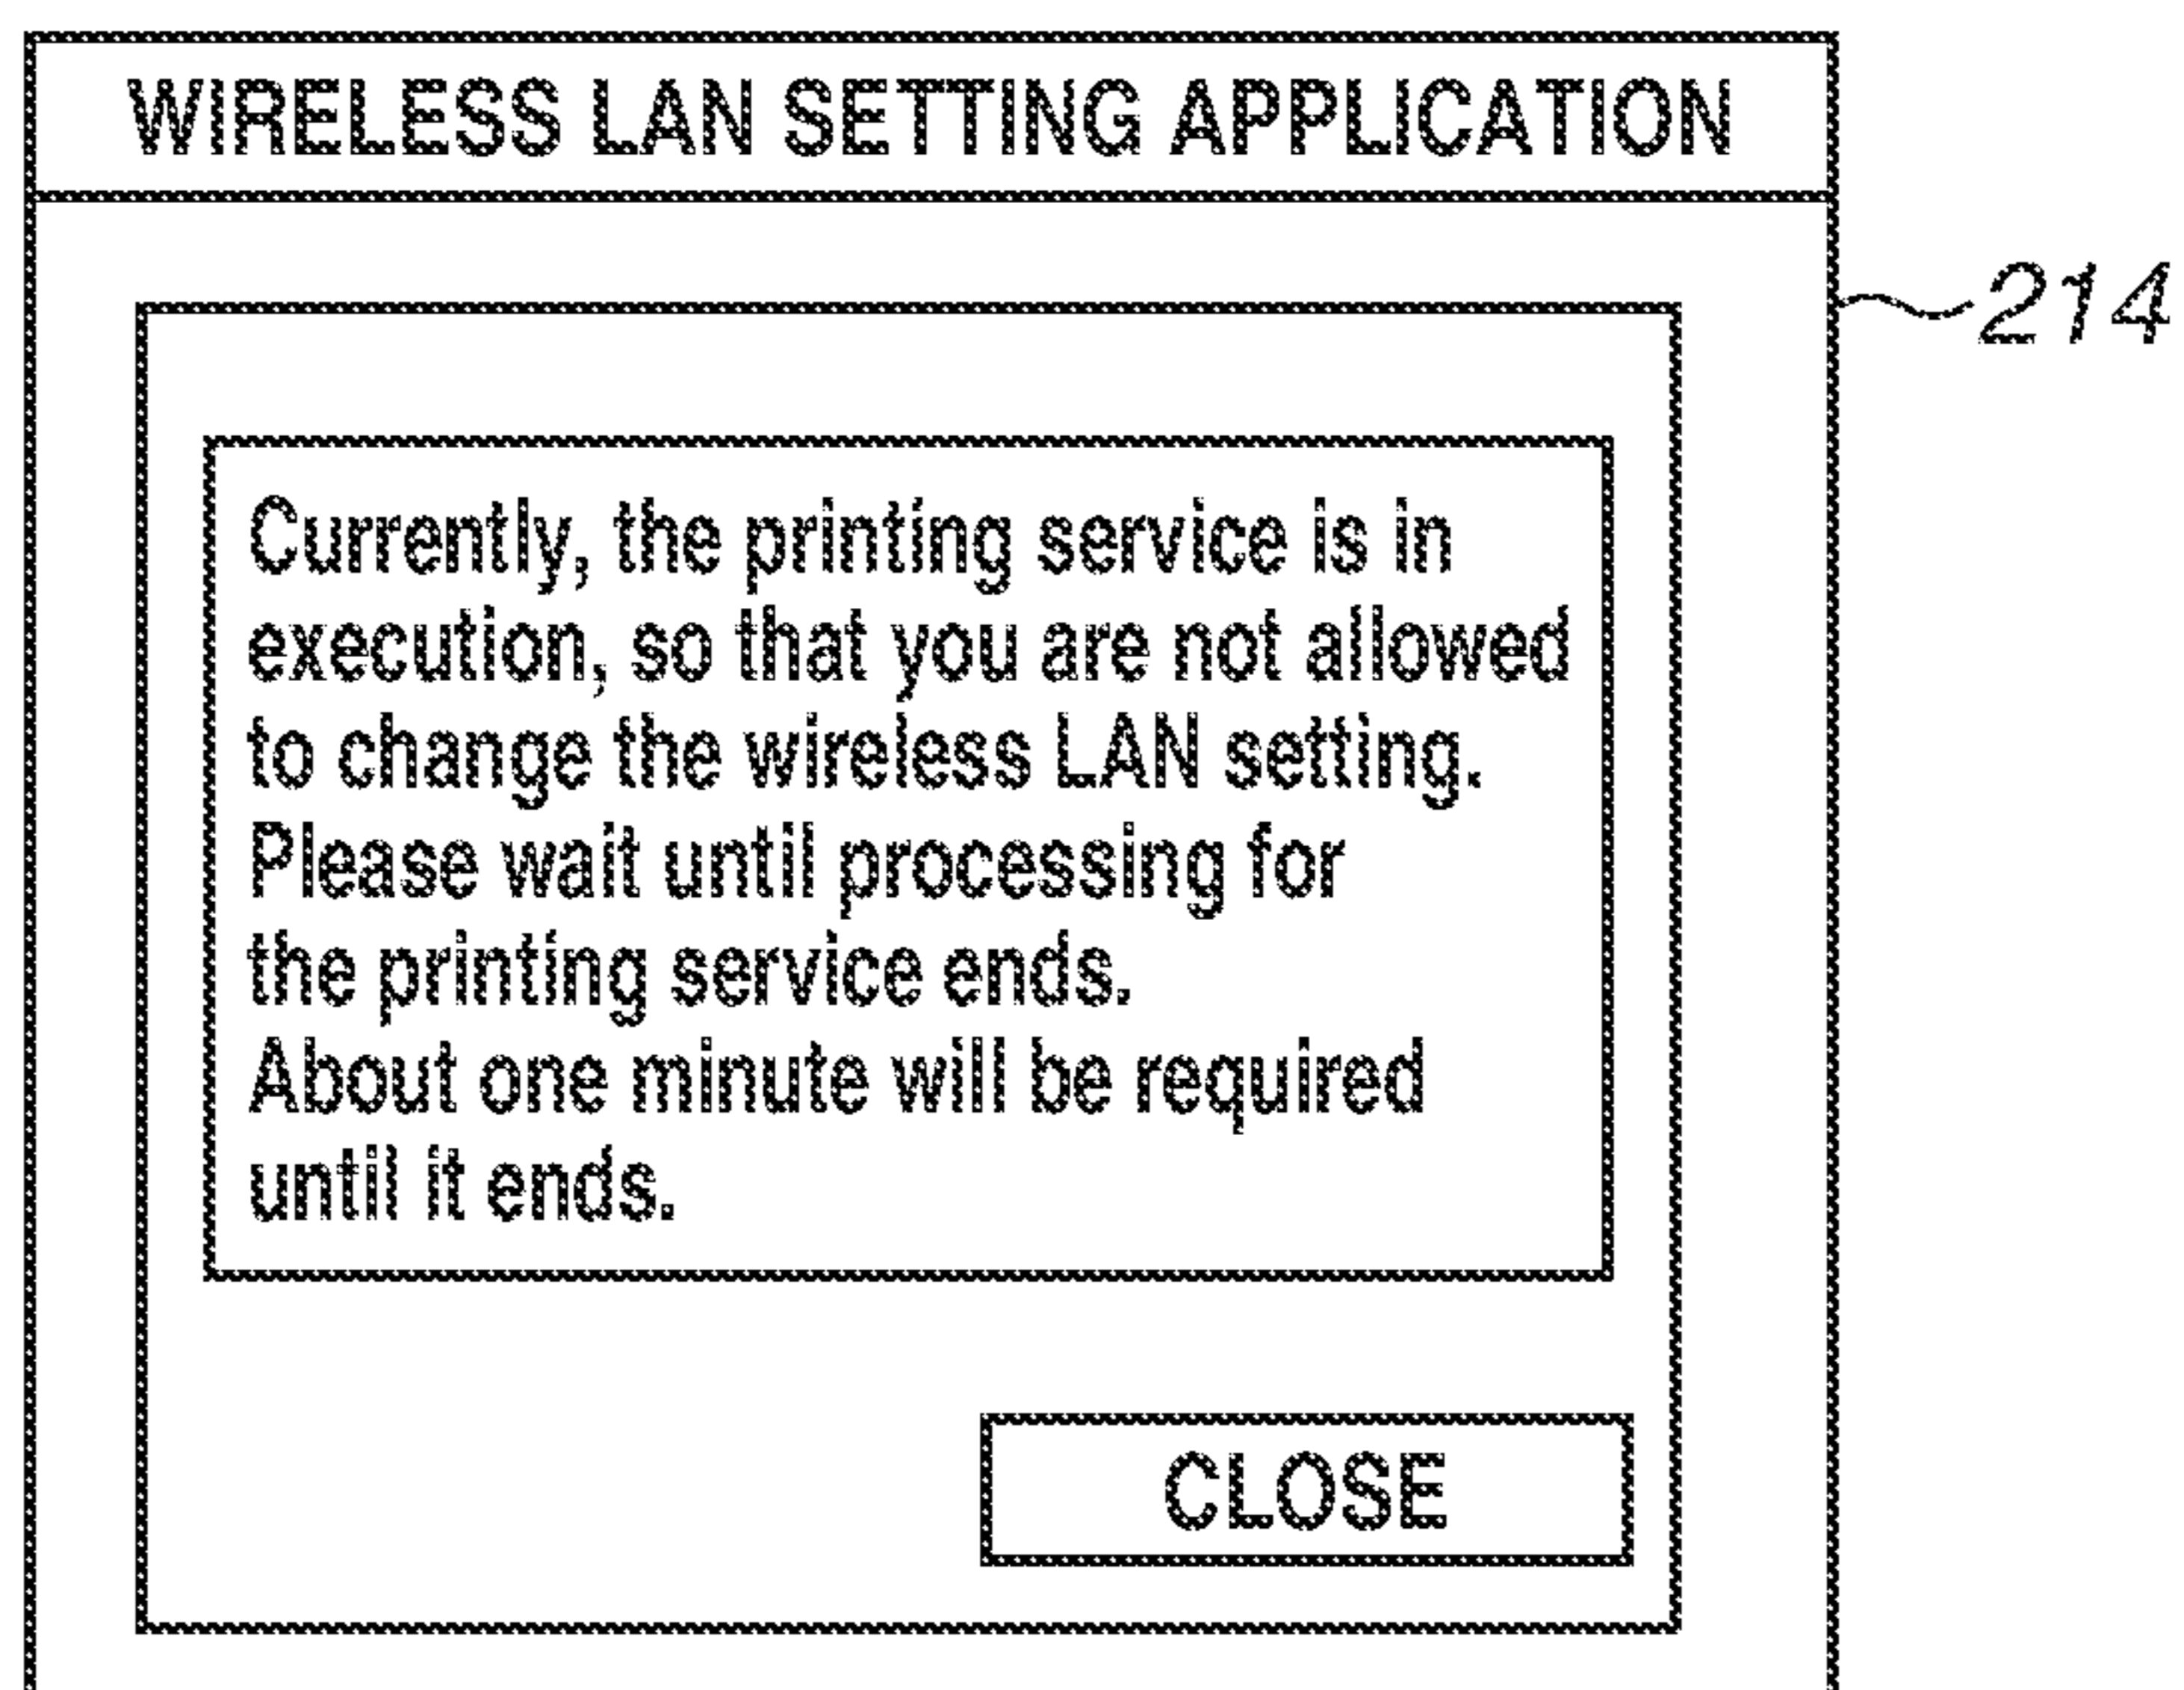 WIRELESS LAN SETTING APPLICATION
214
Currently, the printing service is in
execution, so that you are not allowed
to change the wireless LAN setting.
Please wait until processing for
the printing service ends.
About one minute will be required
until it ends.
CLOSE